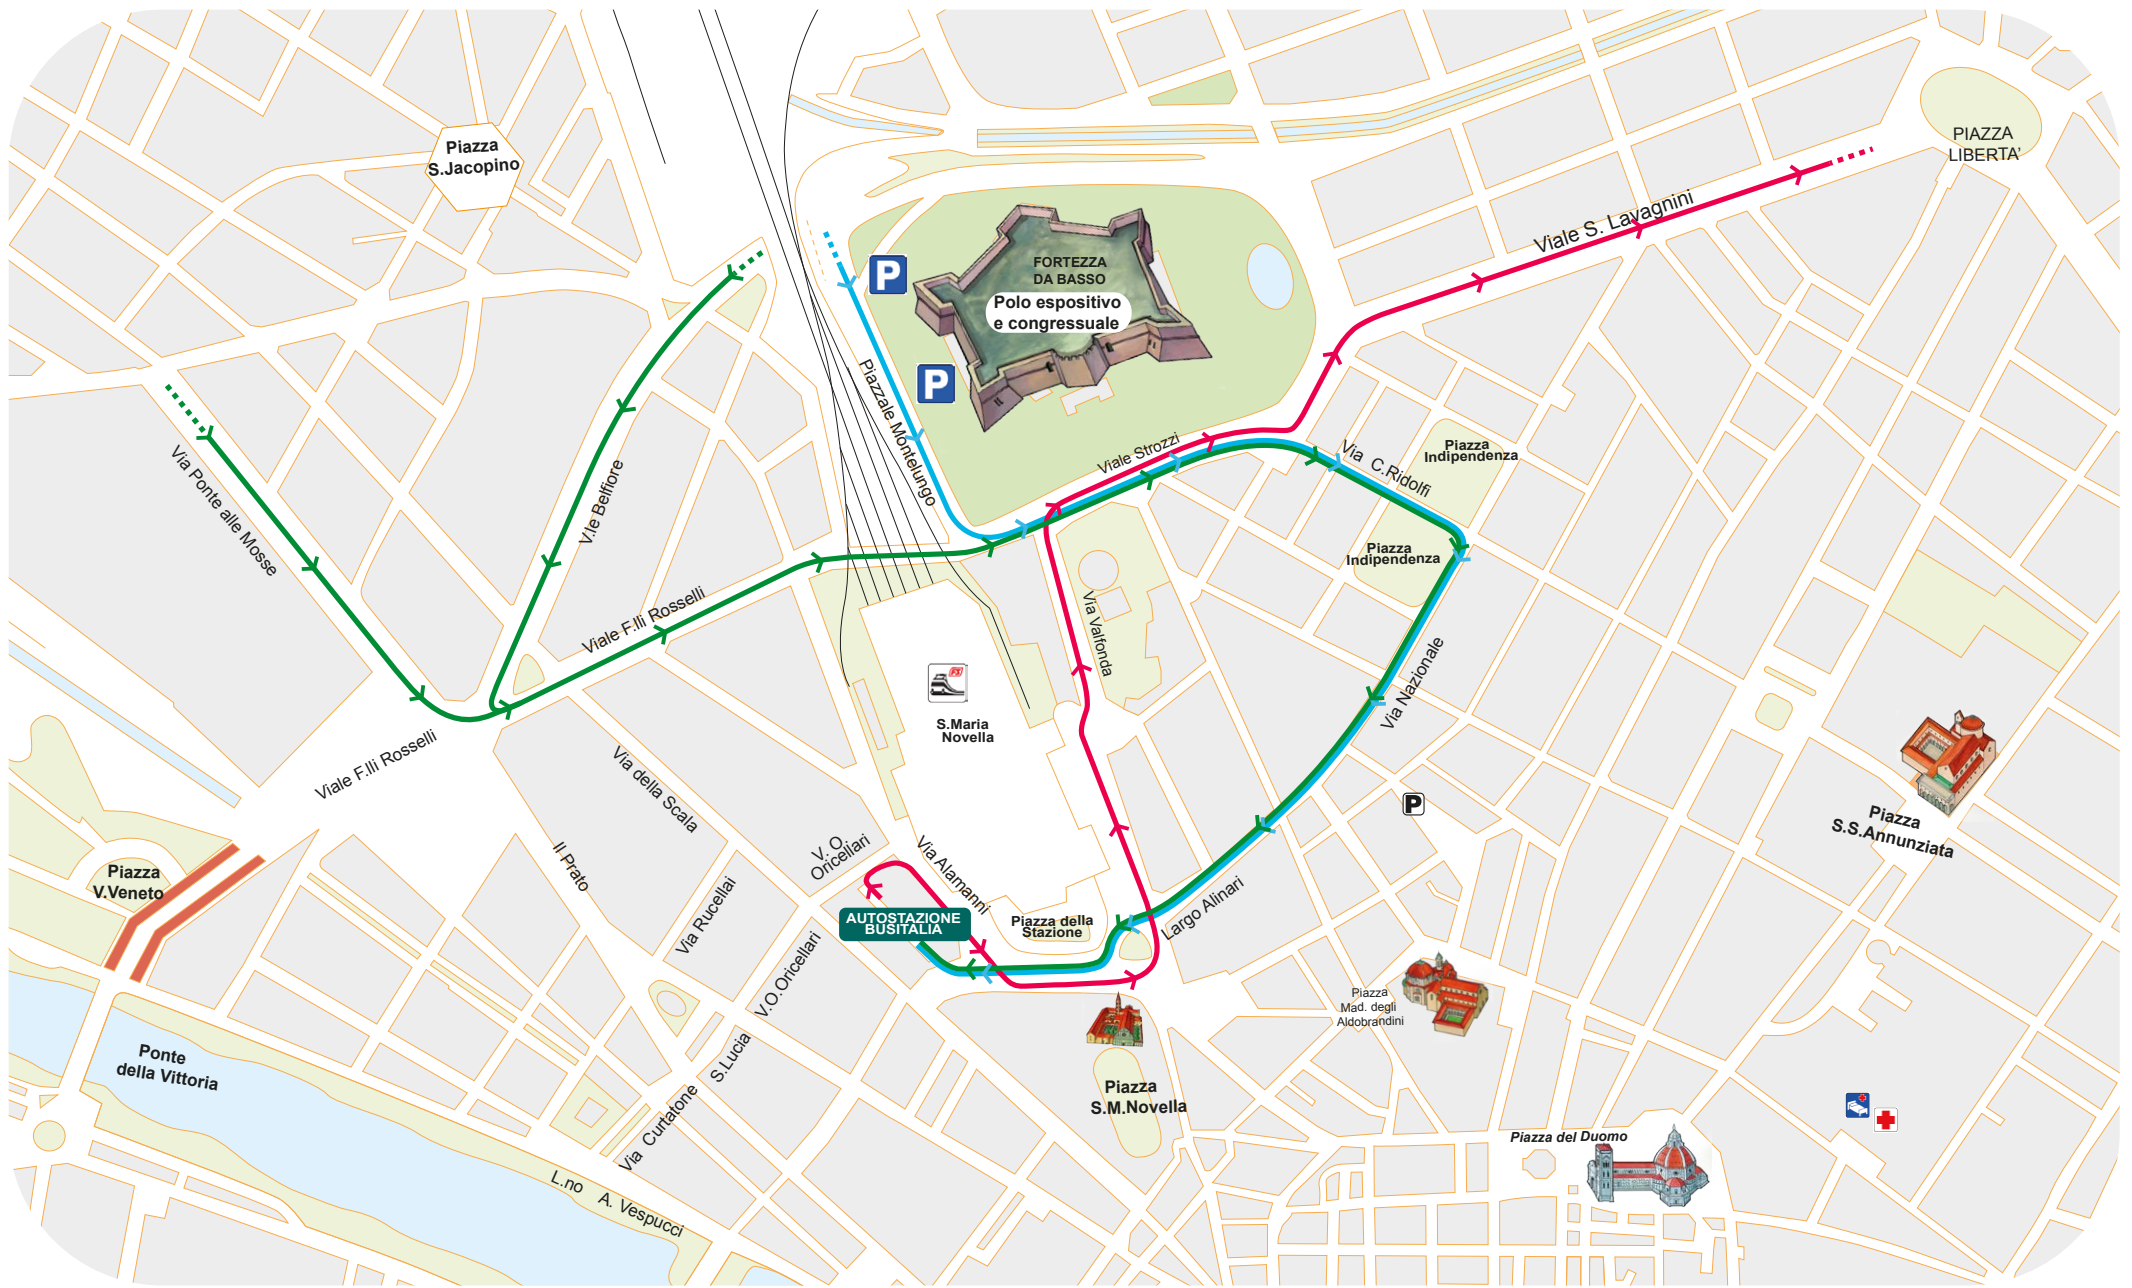 Piazza
S.Jacopino
PIAZZA
LIBERTA'
Viale S. Lavagnini
P
FORTEZZA
DA BASSO
Polo espositivo
e congressuale
P
Piazzale Montelungo
Viale Strozzi
Via C.Ridolfi
Piazza
Indipendenza
Piazza
Indipendenza
Via Ponte alle Mosse
V.le Belfiore
Viale F.lli Rosselli
Via Valfonda
Via Nazionale
FS
S.Maria
Novella
Viale F.lli Rosselli
Via della Scala
P
Piazza
S.S.Annunziata
V. O.
Oricellari
Via Alamanni
Il Prato
Piazza
V.Veneto
Via Rucellai
AUTOSTAZIONE
BUSITALIA
Piazza della
Stazione
Largo Alinari
V.O.Oricellari
Piazza
Mad. degli
Aldobrandini
Ponte
della Vittoria
S.Lucia
Via Curtatone
Piazza
S.M.Novella
Piazza del Duomo
L.no A. Vespucci